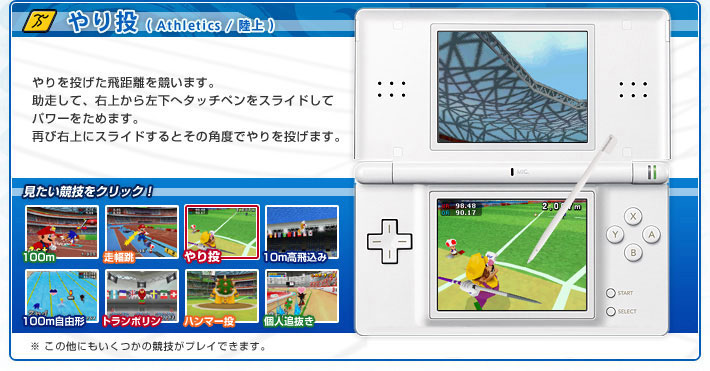 やり投 ( Athletics / 陸上 )
やりを投げた飛距離を競います。
助走して、右上から左下へタッチペンをスライドして
パワーをためます。
再び右上にスライドするとその角度でやりを投げます。
見たい競技をクリック！
100m
走幅跳
やり投
10m高飛込み
100m自由形
トランポリン
ハンマー投
個人追抜き
※ この他にもいくつかの競技がプレイできます。
MIC.
98.48
90.17
X
Y
A
B
START
SELECT